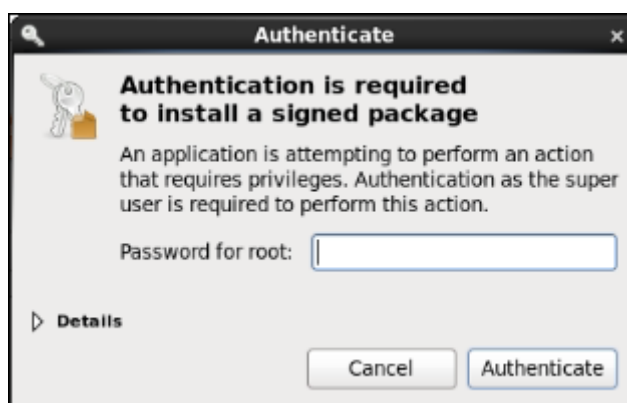 Authenticate
Authentication is required
to install a signed package
An application is attempting to perform an action
that requires privileges. Authentication as the super
user is required to perform this action.
Password for root:
Details
Cancel
Authenticate